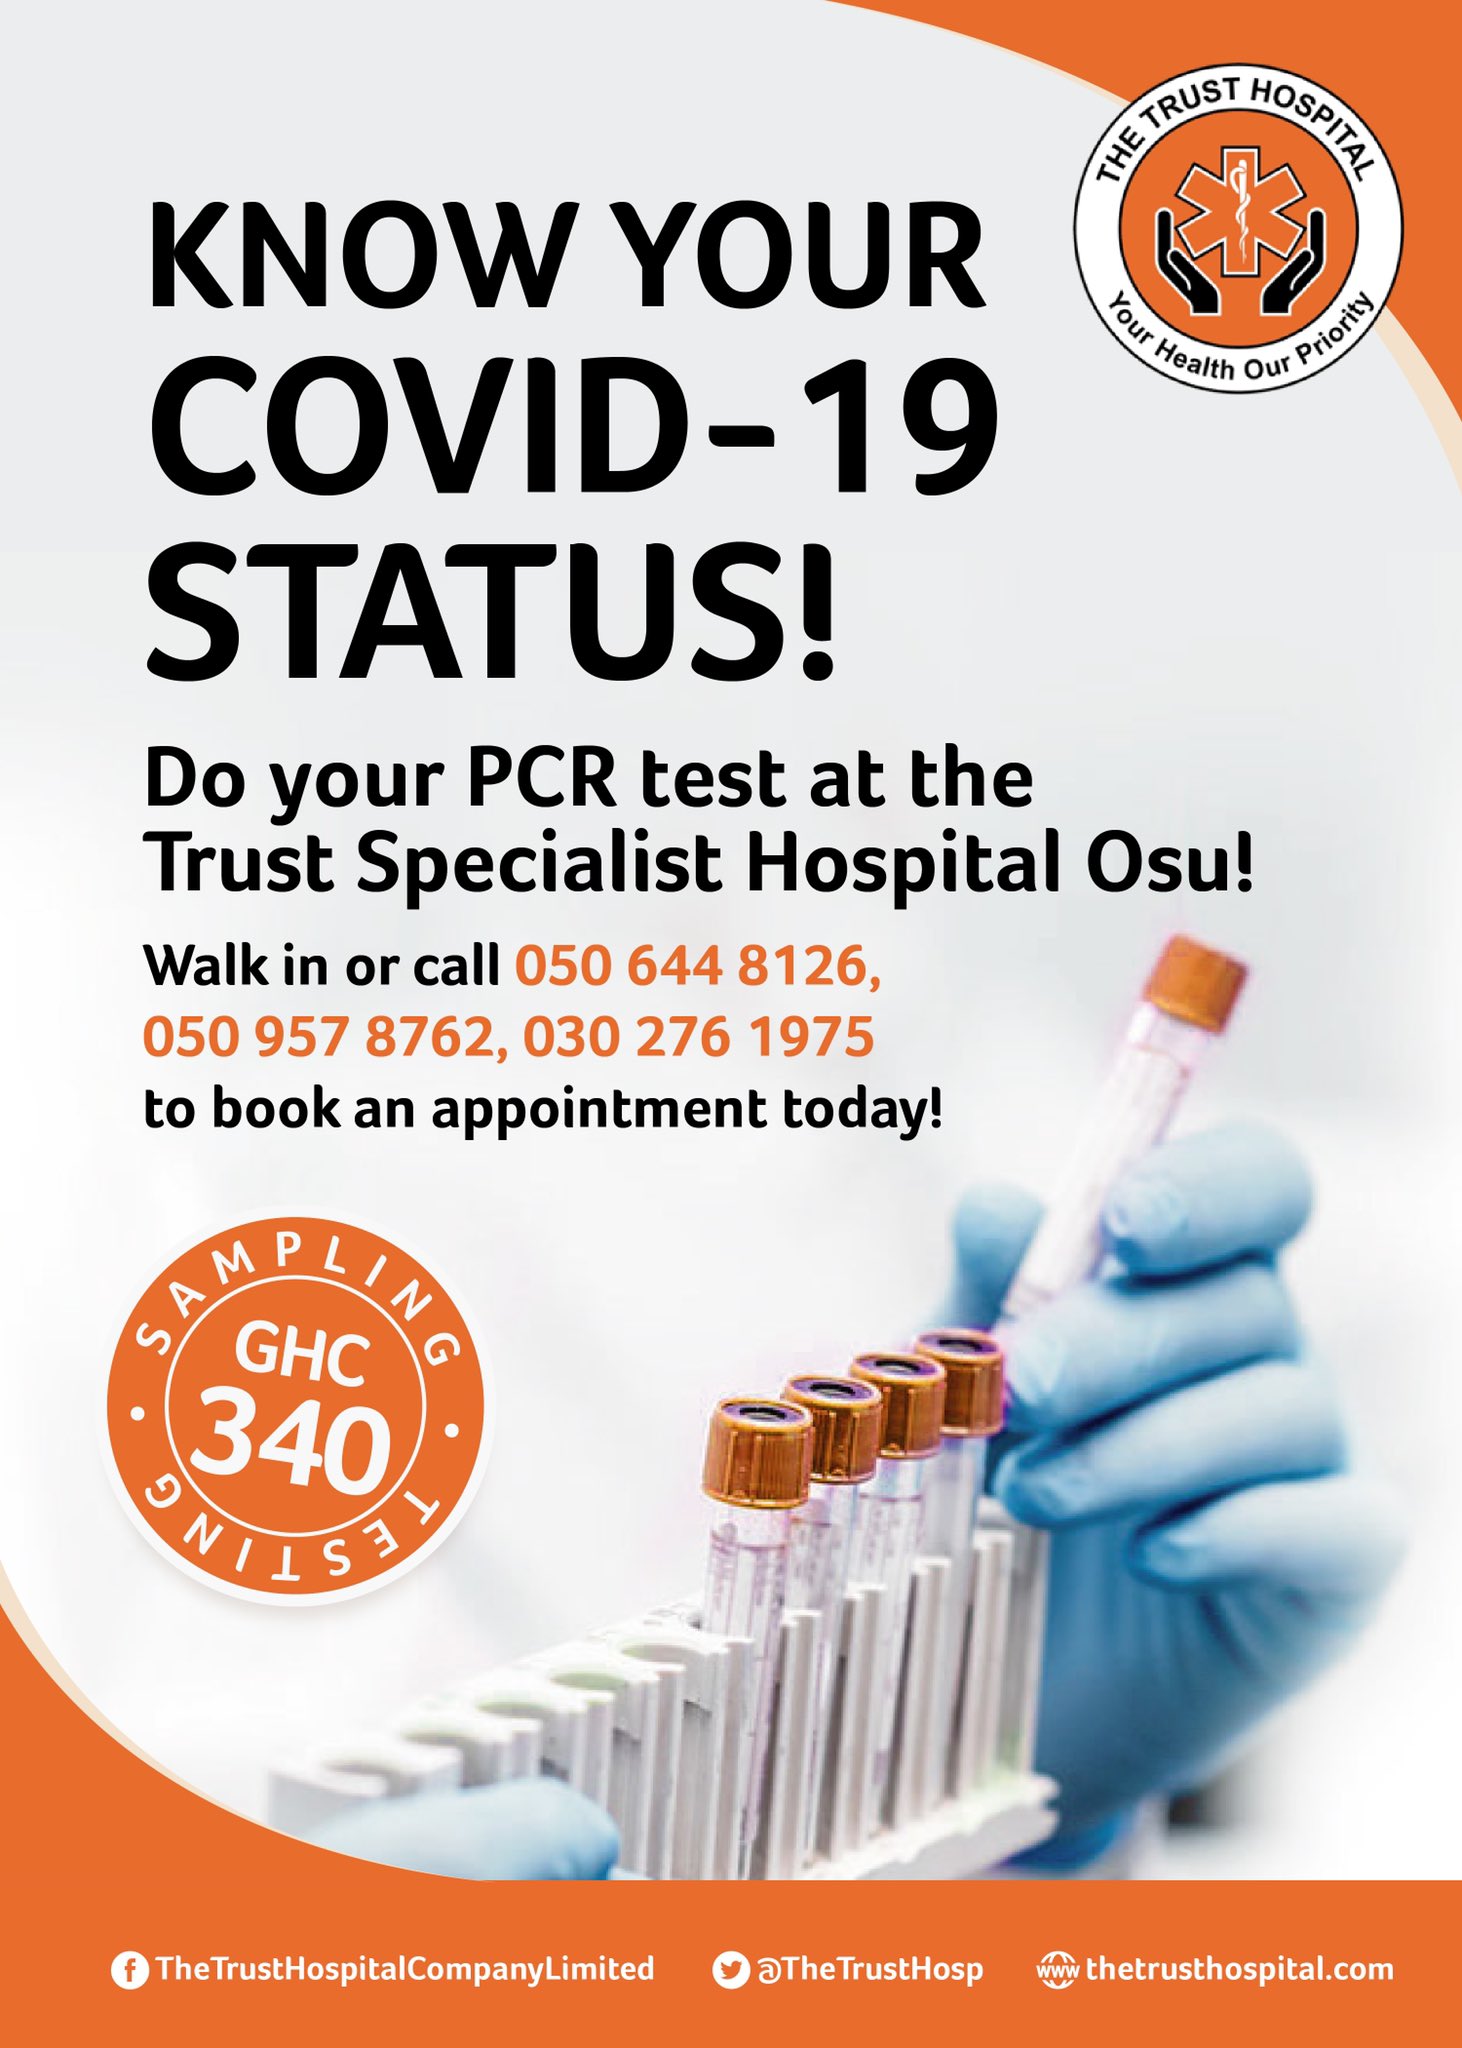 THE TRUST HOSPITAL
Your Health Our Priority
KNOW YOUR
COVID-19
STATUS!
Do your PCR test at the
Trust Specialist Hospital Osu!
Walk in or call 050 644 8126,
050 957 8762, 030 276 1975
to book an appointment today!
SAMPLING
GHC
340
TESTING
f TheTrustHospitalCompanyLimited
@TheTrustHosp
www thetrusthospital.com